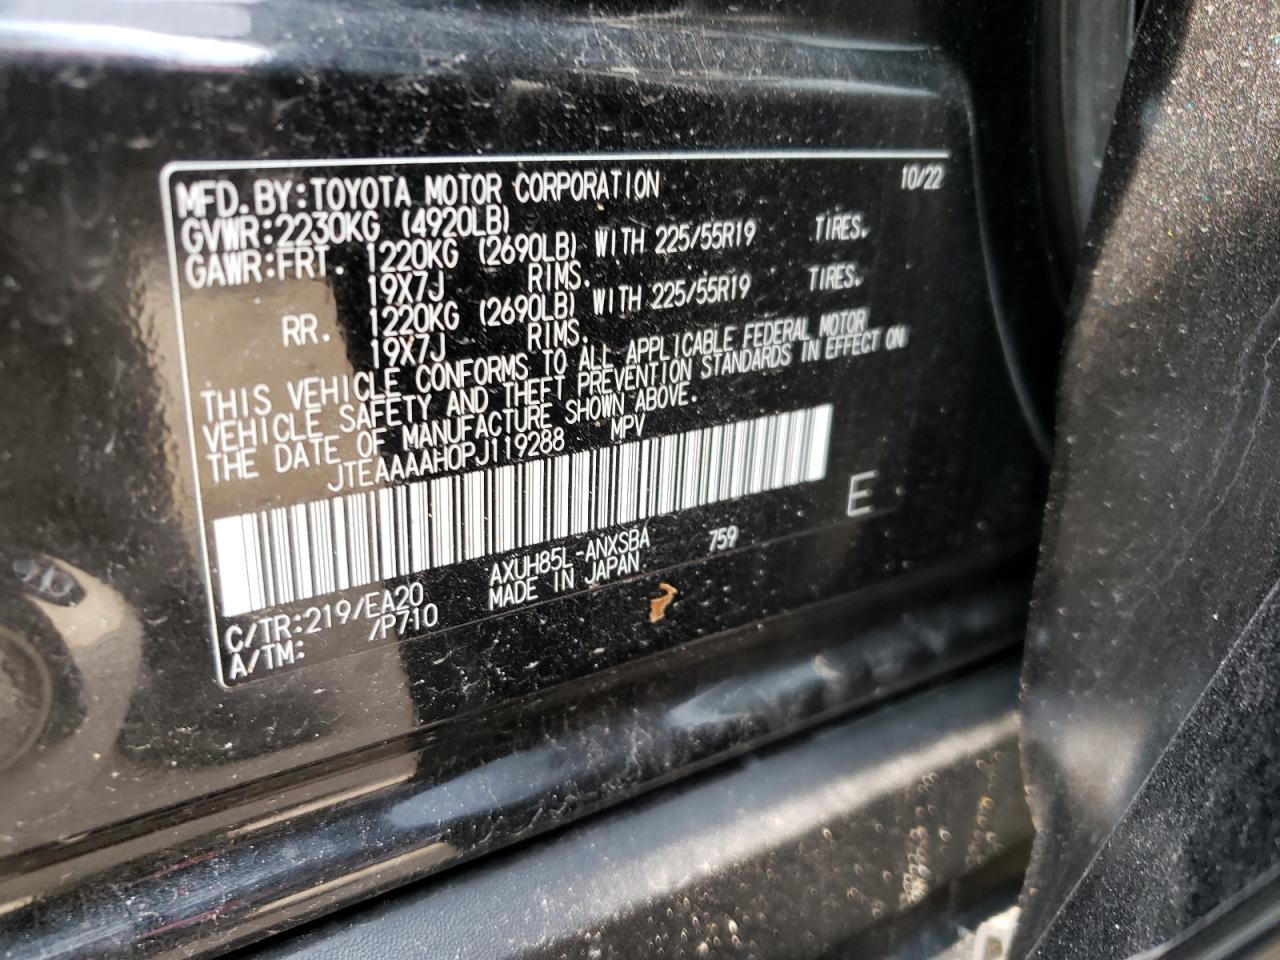 MFD.BY:TOYOTA MOTOR CORPORATION 10/22
GVWR:2230KG (4920LB)
GAWR:FRT. 1220KG (2690LB) WITH 225/55R19 TIRES.
19X7J RIMS.
RR. 1220KG (2690LB) WITH 225/55R19 TIRES.
19X7J RIMS.
THIS VEHICLE CONFORMS TO ALL APPLICABLE FEDERAL MOTOR
VEHICLE SAFETY AND THEFT PREVENTION STANDARDS IN EFFECT ON
THE DATE OF MANUFACTURE SHOWN ABOVE.
JTEAAAAH0PJ119288 MPV
E
C/TR:219/EA20 AXUH85L-ANXSBA 759
A/TM: /P710 MADE IN JAPAN